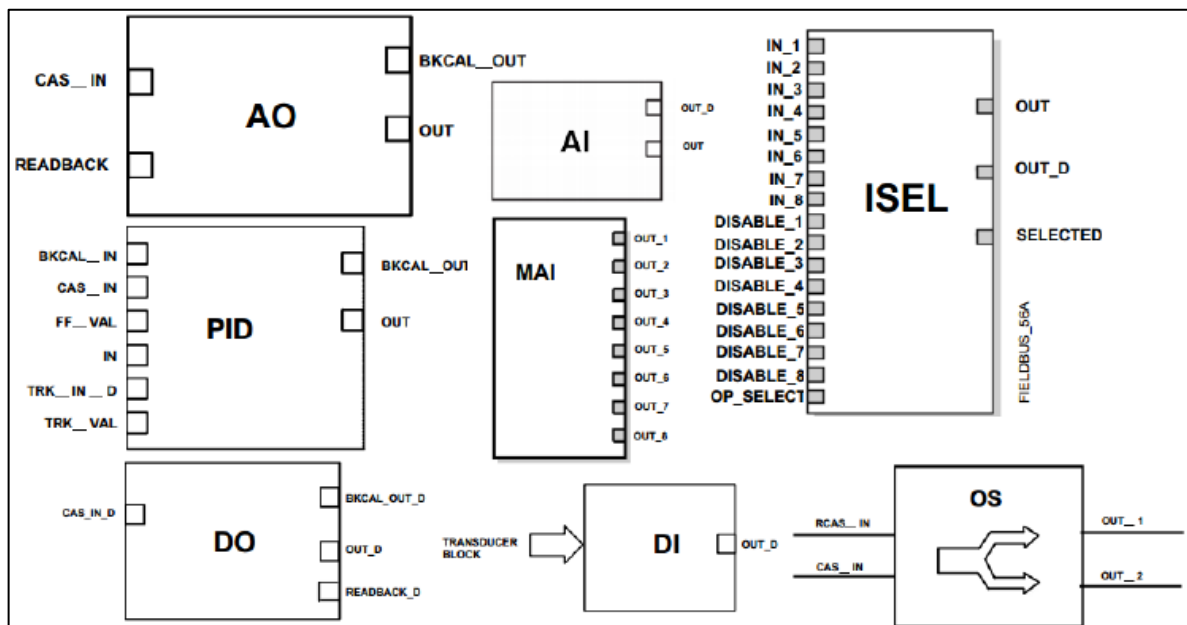 CAS__IN
READBACK
AO
BKCAL__OUT
OUT
AI
OUT_D
OUT
IN_1
IN_2
IN_3
IN_4
IN_5
IN_6
IN_7
IN_8
DISABLE_1
DISABLE_2
DISABLE_3
DISABLE_4
DISABLE_5
DISABLE_6
DISABLE_7
DISABLE_8
OP_SELECT
ISEL
OUT
OUT_D
SELECTED
FIELDBUS_56A
BKCAL__IN
CAS__IN
FF__VAL
IN
TRK__IN__D
TRK__VAL
PID
BKCAL__OUT
OUT
MAI
OUT_1
OUT_2
OUT_3
OUT_4
OUT_5
OUT_6
OUT_7
OUT_8
CAS_IN_D
DO
BKCAL_OUT_D
OUT_D
READBACK_D
TRANSDUCER
BLOCK
DI
OUT_D
RCAS__IN
CAS__IN
OS
OUT__1
OUT__2